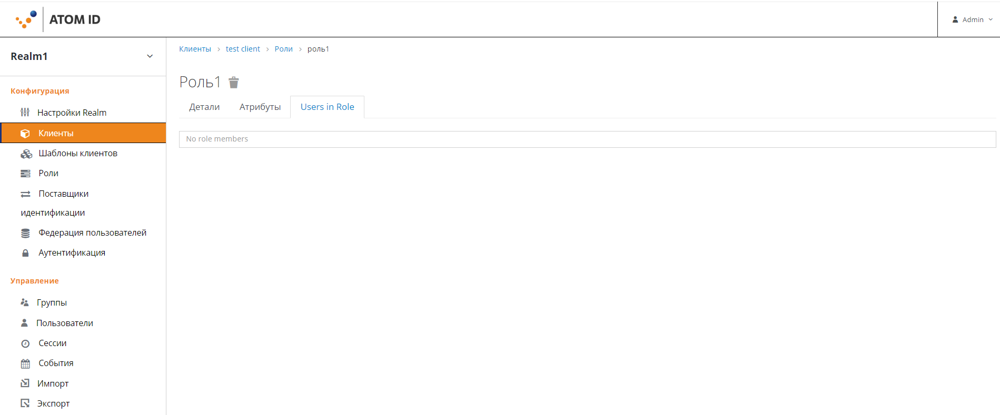 ATOM ID
Admin
Realm1
Клиенты > test client > Роли > роль1
Роль1
Детали Атрибуты Users in Role
No role members
Конфигурация
Настройки Realm
Клиенты
Шаблоны клиентов
Роли
Поставщики
идентификации
Федерация пользователей
Аутентификация
Управление
Группы
Пользователи
Сессии
События
Импорт
Экспорт